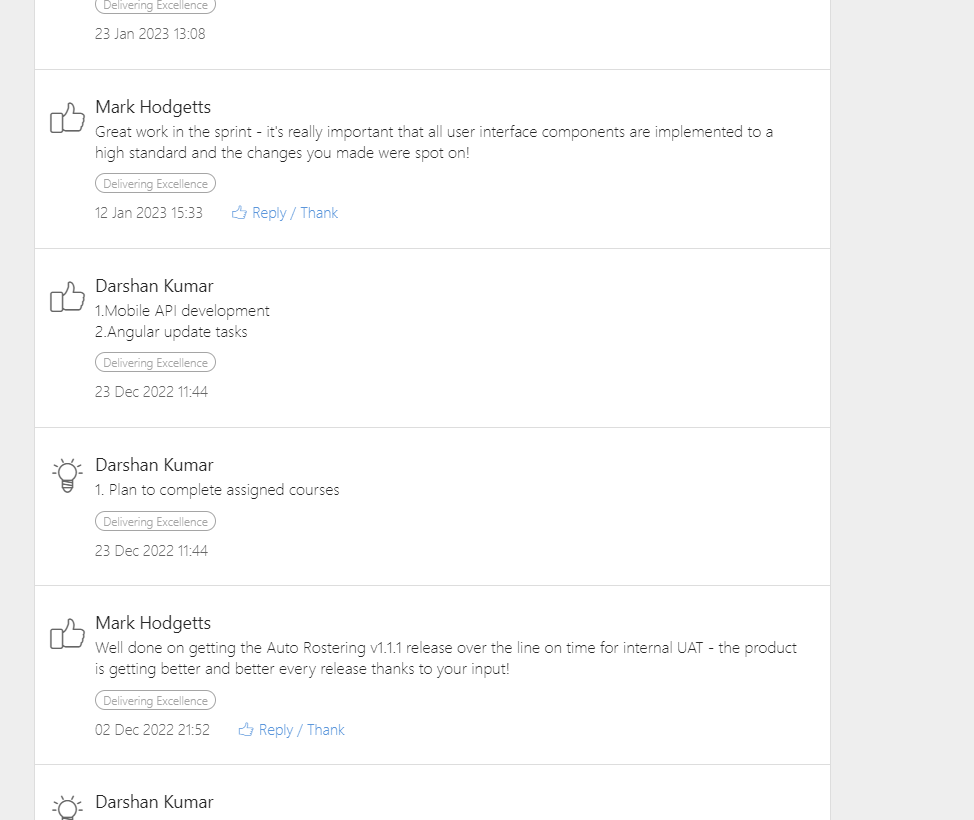 Delivering Excellence
23 Jan 2023 13:08
Mark Hodgetts
Great work in the sprint - it's really important that all user interface components are implemented to a
high standard and the changes you made were spot on!
Delivering Excellence
12 Jan 2023 15:33 Reply / Thank
Darshan Kumar
1.Mobile API development
2.Angular update tasks
Delivering Excellence
23 Dec 2022 11:44
Darshan Kumar
1. Plan to complete assigned courses
Delivering Excellence
23 Dec 2022 11:44
Mark Hodgetts
Well done on getting the Auto Rostering v1.1.1 release over the line on time for internal UAT - the product
is getting better and better every release thanks to your input!
Delivering Excellence
02 Dec 2022 21:52 Reply / Thank
Darshan Kumar